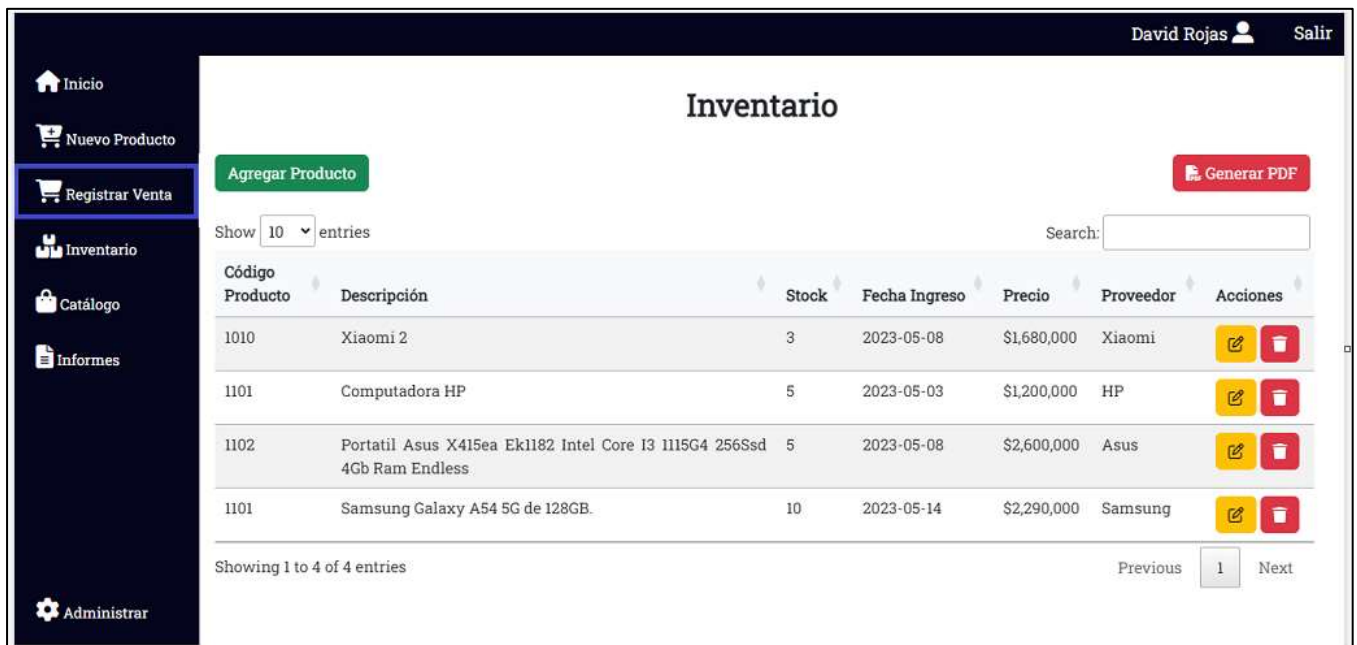 David Rojas Salir
Inicio
Nuevo Producto
Registrar Venta
Inventario
Catálogo
Informes
Administrar
Inventario
Agregar Producto Generar PDF
Show 10 entries Search:
Código
Producto Descripción Stock Fecha Ingreso Precio Proveedor Acciones
1010 Xiaomi 2 3 2023-05-08 $1,680,000 Xiaomi
1101 Computadora HP 5 2023-05-03 $1,200,000 HP
1102 Portatil Asus X415ea Ek1182 Intel Core I3 1115G4 256Ssd 5 2023-05-08 $2,600,000 Asus
4Gb Ram Endless
1101 Samsung Galaxy A54 5G de 128GB. 10 2023-05-14 $2,290,000 Samsung
Showing 1 to 4 of 4 entries Previous 1 Next